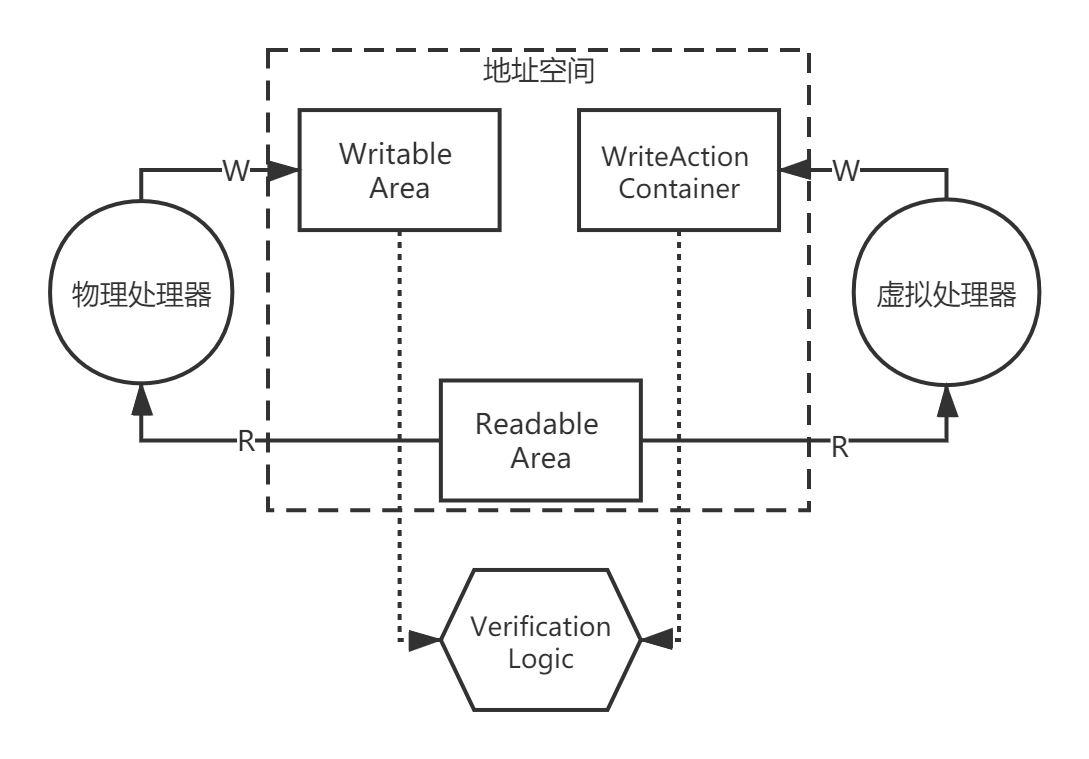 地址空间
Writable
Area
WriteAction
Container
W
W
物理处理器
虚拟处理器
Readable
Area
R
R
Verification
Logic